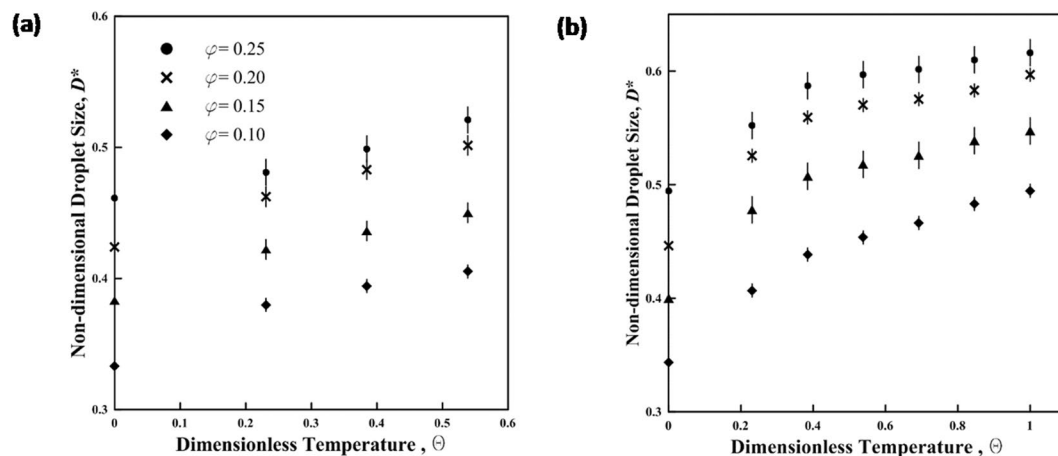 (a)
Non-dimensional Droplet Size, D*
0.6
0.5
0.4
0.3
φ= 0.25
φ= 0.20
φ= 0.15
φ= 0.10
0 0.1 0.2 0.3 0.4 0.5 0.6
Dimensionless Temperature , Θ
(b)
Non-dimensional Droplet Size, D*
0.6
0.5
0.4
0.3
0 0.2 0.4 0.6 0.8 1
Dimensionless Temperature , Θ